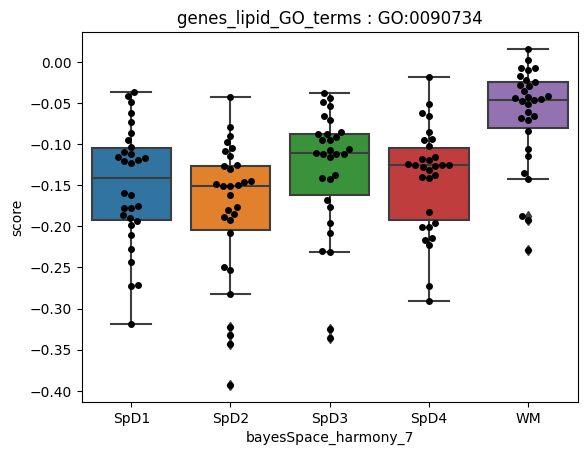 genes_lipid_GO_terms : GO:0090734
score
0.00
−0.05
−0.10
−0.15
−0.20
−0.25
−0.30
−0.35
−0.40
SpD1 SpD2 SpD3 SpD4 WM
bayesSpace_harmony_7